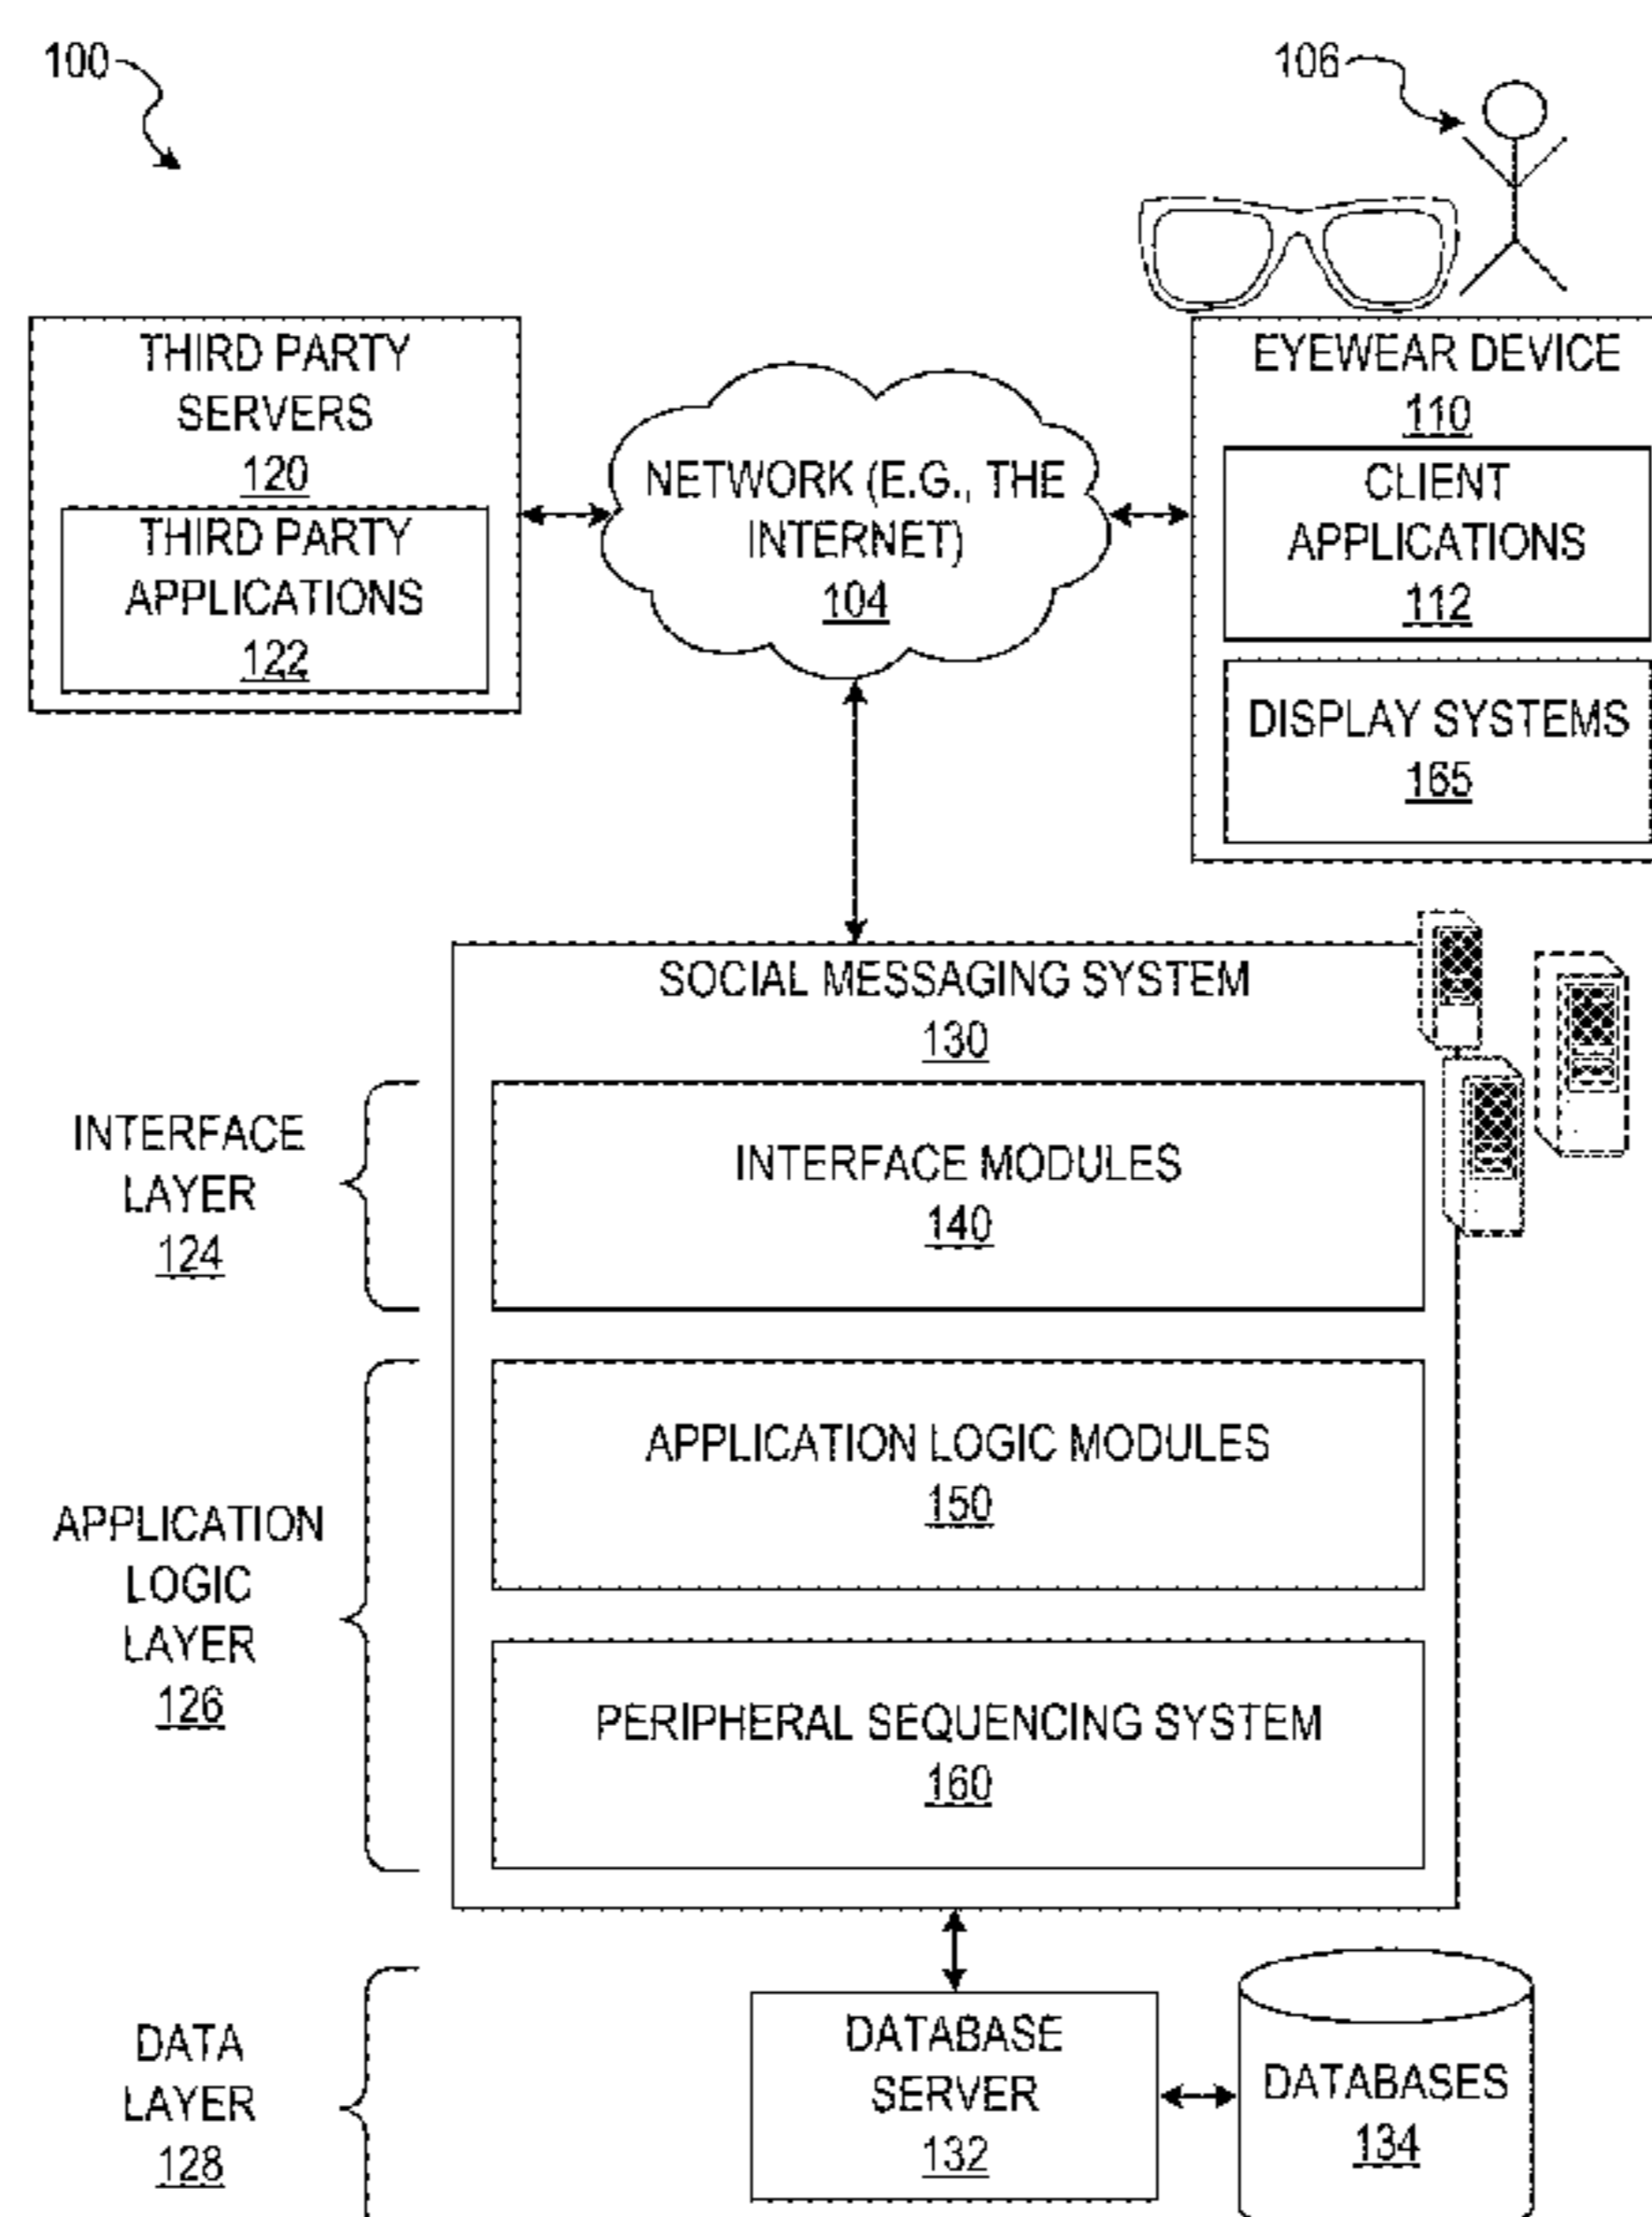 100
106
THIRD PARTY
SERVERS
120
THIRD PARTY
APPLICATIONS
122
NETWORK (E.G., THE
INTERNET)
104
EYEWEAR DEVICE
110
CLIENT
APPLICATIONS
112
DISPLAY SYSTEMS
165
SOCIAL MESSAGING SYSTEM
130
INTERFACE
LAYER
124
INTERFACE MODULES
140
APPLICATION
LOGIC
LAYER
126
APPLICATION LOGIC MODULES
150
PERIPHERAL SEQUENCING SYSTEM
160
DATA
LAYER
128
DATABASE
SERVER
132
DATABASES
134